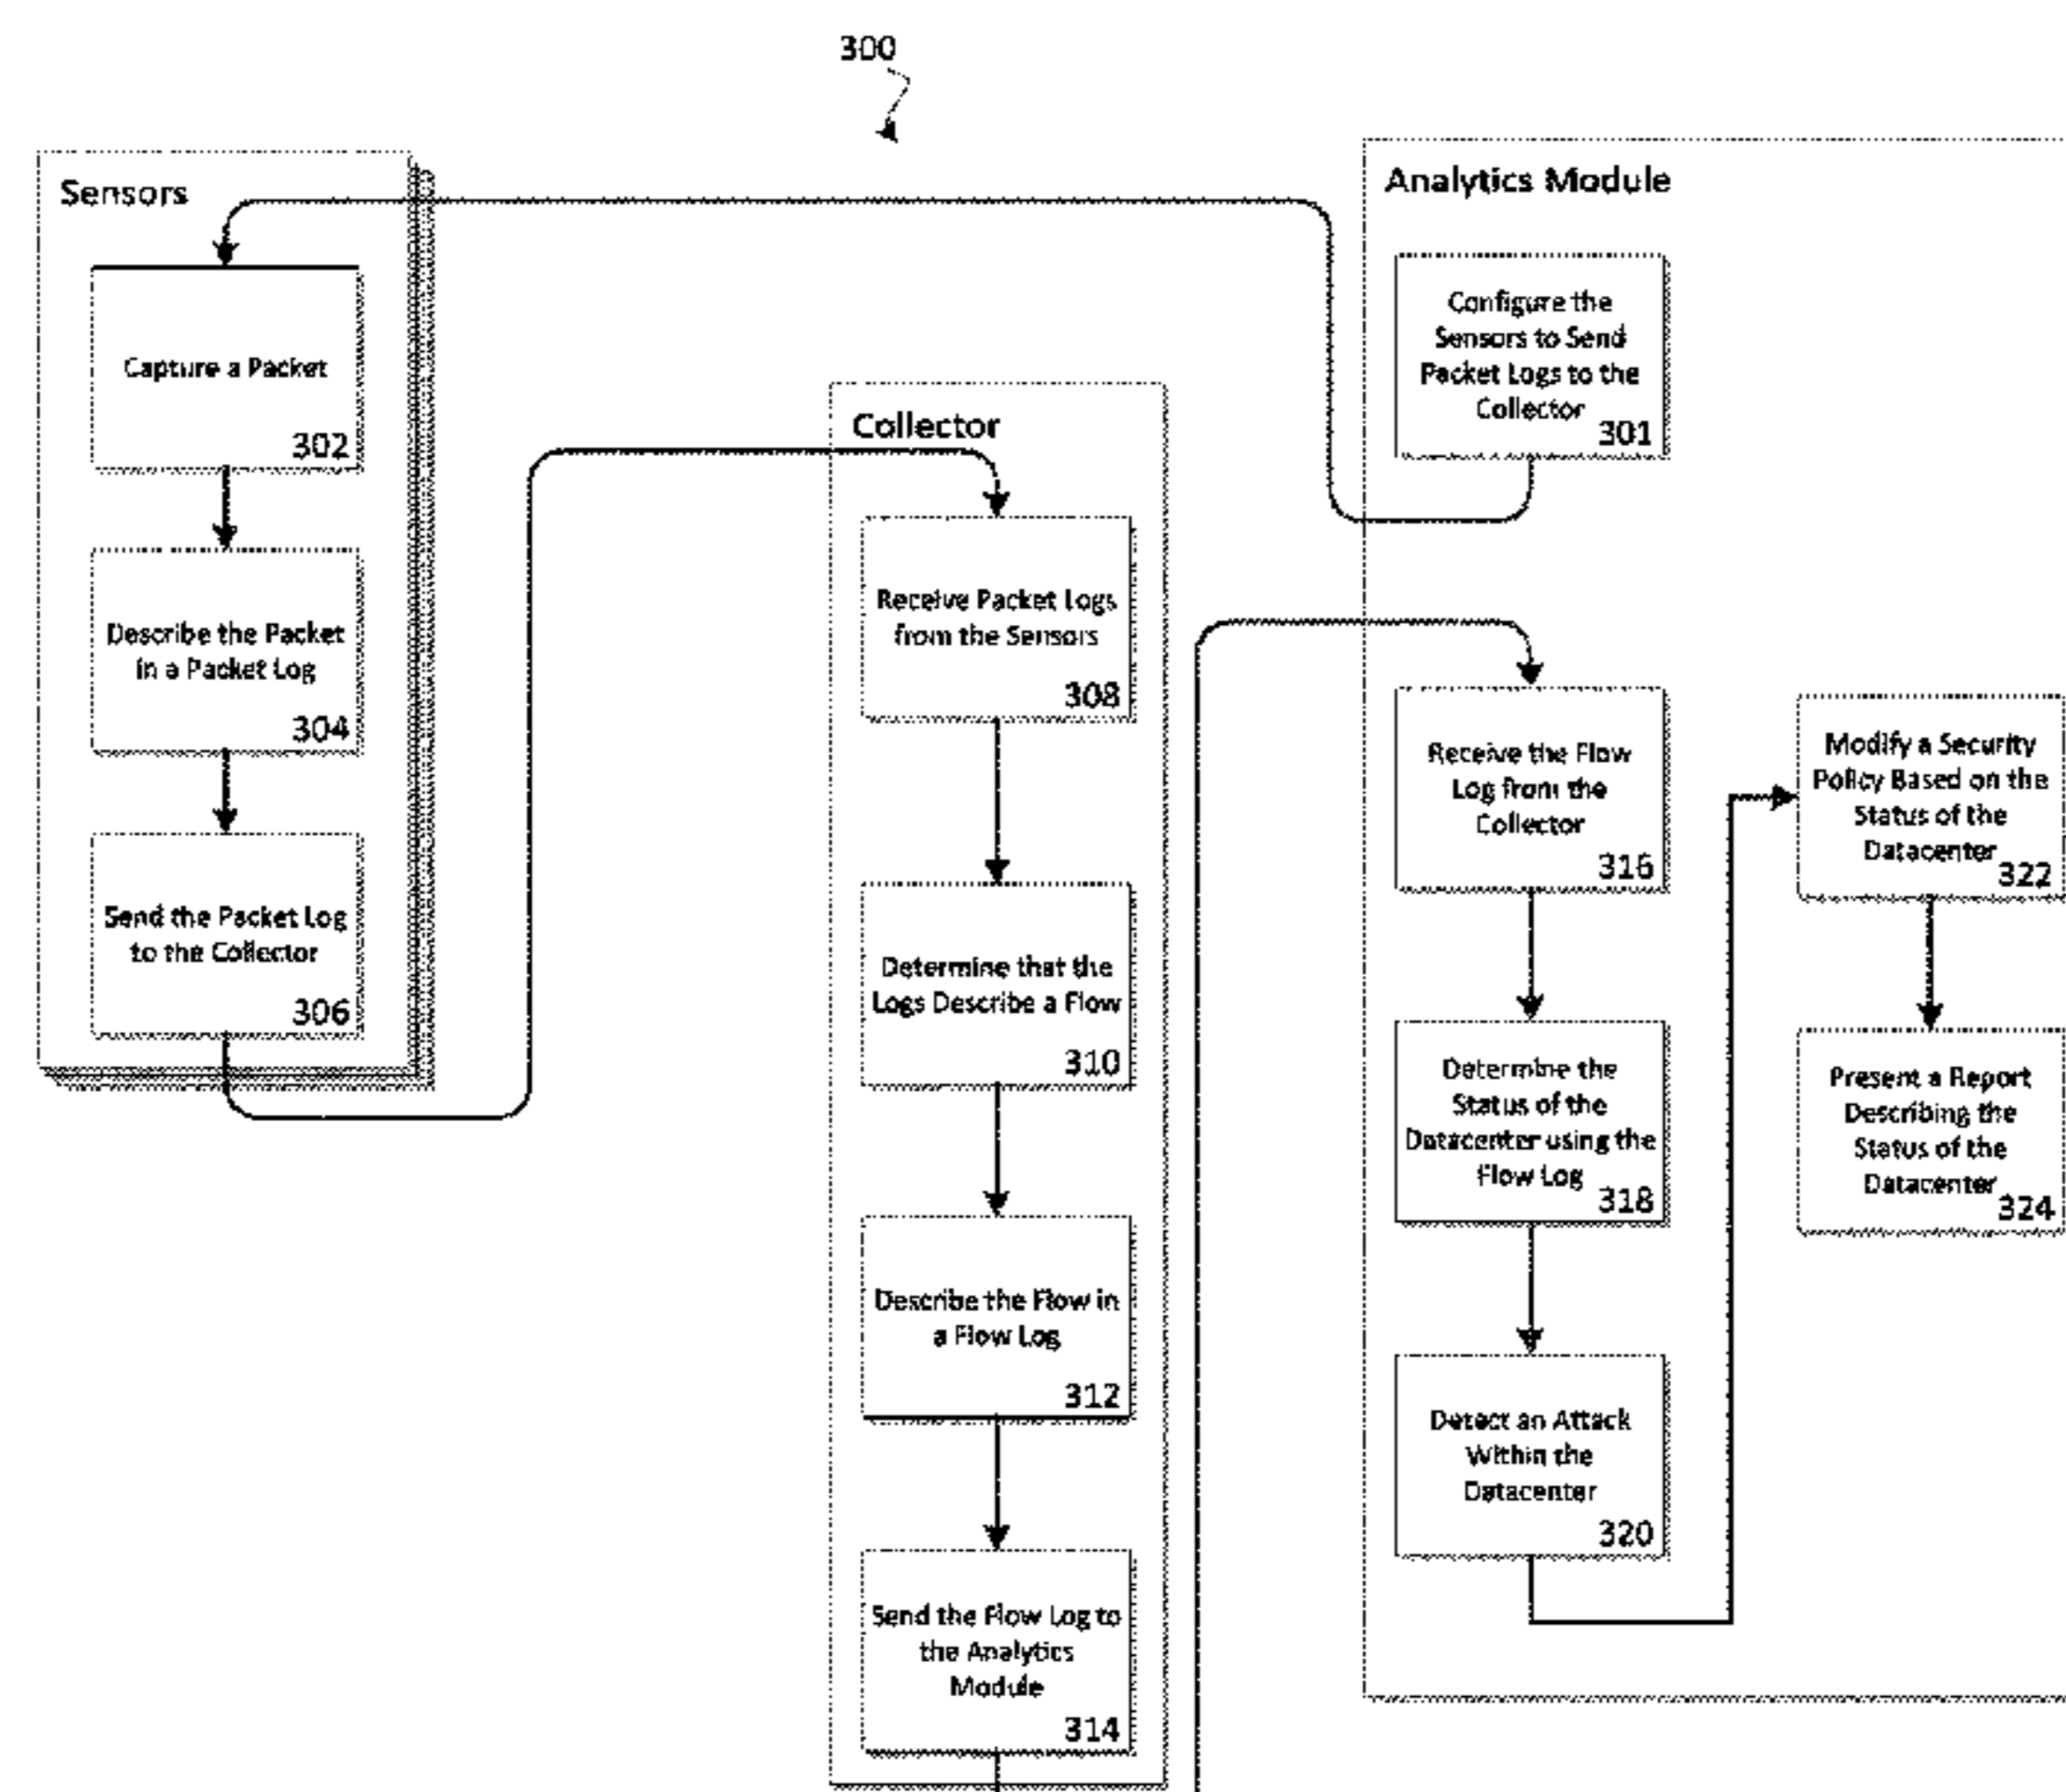 300
Sensors
Capture a Packet
302
Describe the Packet
in a Packet Log
304
Send the Packet Log
to the Collector
306
Collector
Receive Packet Logs
from the Sensors
308
Determine that the
Logs Describe a Flow
310
Describe the Flow in
a Flow Log
312
Send the Flow Log to
the Analytics
Module
314
Analytics Module
Configure the
Sensors to Send
Packet Logs to the
Collector
301
Receive the Flow
Log from the
Collector
316
Determine the
Status of the
Datacenter using the
Flow Log
318
Detect an Attack
Within the
Datacenter
320
Modify a Security
Policy Based on the
Status of the
Datacenter
322
Present a Report
Describing the
Status of the
Datacenter
324